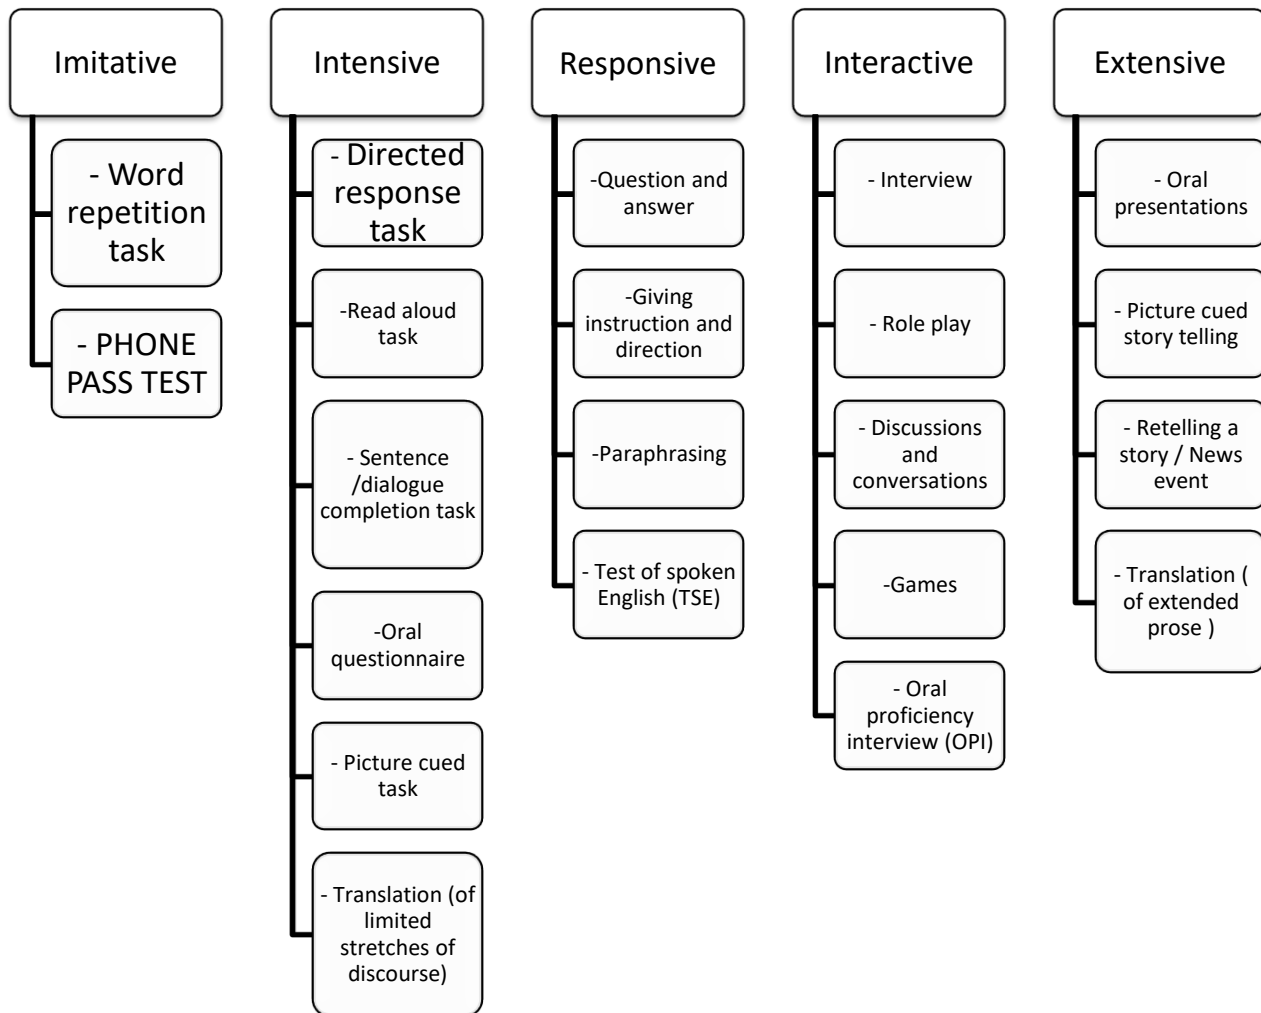 Imitative
- Word
repetition
task
- PHONE
PASS TEST
Intensive
- Directed
response
task
-Read aloud
task
- Sentence
/dialogue
completion task
-Oral
questionnaire
- Picture cued
task
- Translation (of
limited
stretches of
discourse)
Responsive
-Question and
answer
-Giving
instruction and
direction
-Paraphrasing
- Test of spoken
English (TSE)
Interactive
- Interview
- Role play
- Discussions
and
conversations
-Games
- Oral
proficiency
interview (OPI)
Extensive
- Oral
presentations
- Picture cued
story telling
- Retelling a
story / News
event
- Translation (
of extended
prose )